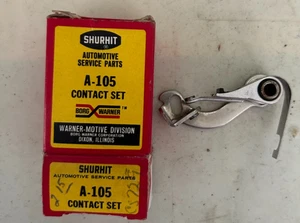 SHURHIT
AUTOMOTIVE
SERVICE PARTS
A-105
CONTACT SET
BORG WARNER
WARNER-MOTIVE DIVISION
BORG WARNER CORPORATION
DIXON, ILLINOIS
SHURHIT
AUTOMOTIVE SERVICE PARTS
A-105
CONTACT SET